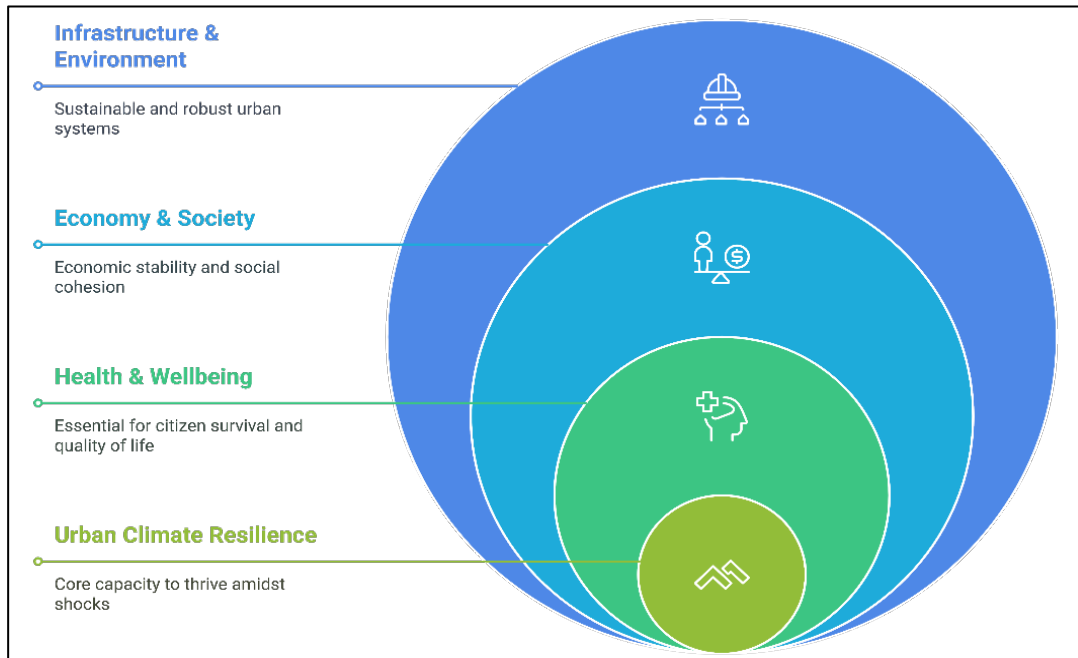 Infrastructure &
Environment
Sustainable and robust urban
systems
Economy & Society
Economic stability and social
cohesion
Health & Wellbeing
Essential for citizen survival and
quality of life
Urban Climate Resilience
Core capacity to thrive amidst
shocks
$